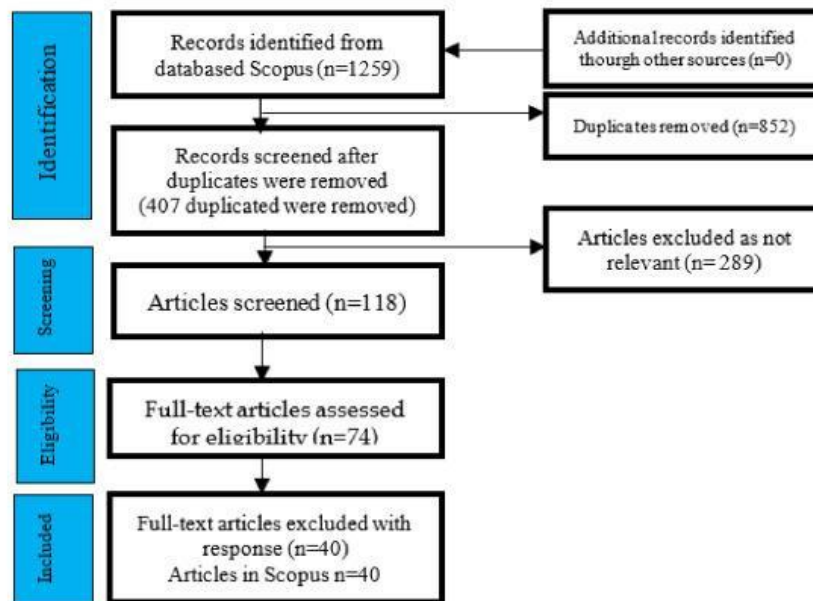 Identification
Records identified from
databased Scopus (n=1259)
Additional records identified
thourgh other sources (n=0)
Duplicates removed (n=852)
Records screened after
duplicates were removed
(407 duplicated were removed)
Articles excluded as not
relevant (n= 289)
Screening
Articles screened (n=118)
Eligibility
Full-text articles assessed
for eligibility (n=74)
Included
Full-text articles excluded with
response (n=40)
Articles in Scopus n=40